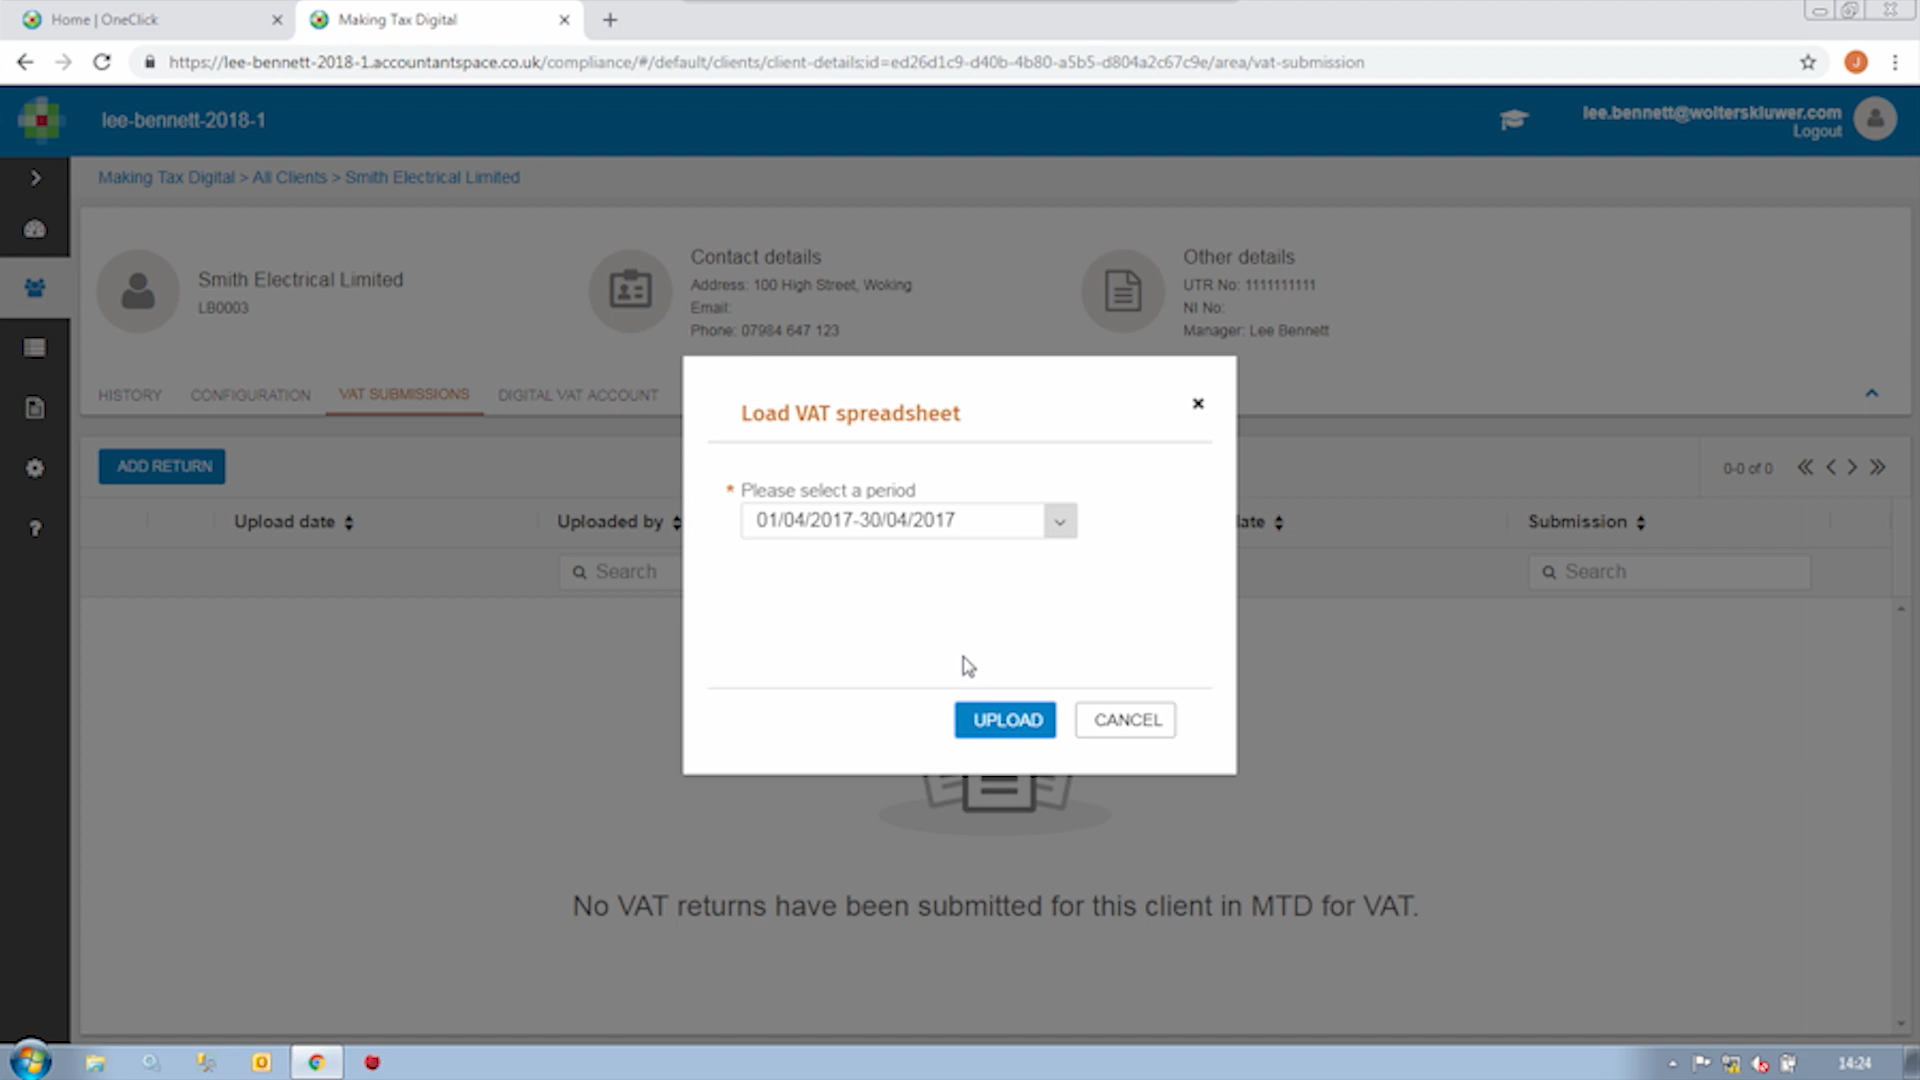 Home | OneClick
Making Tax Digital
https://lee-bennett-2018-1.accountantspace.co.uk/compliance/#/default/clients/client-details;id=ed26d1c9-d40b-4b80-a5b5-d804a2c67c9e/area/vat-submission
J
lee-bennett-2018-1
lee.bennett@wolterskluwer.com
Logout
Making Tax Digital > All Clients > Smith Electrical Limited
Smith Electrical Limited
LB0003
Contact details
Address: 100 High Street, Woking
Email:
Phone: 07984 647 123
Other details
UTR No: 1111111111
NI No:
Manager: Lee Bennett
HISTORY
CONFIGURATION
VAT SUBMISSIONS
DIGITAL VAT ACCOUNT
Load VAT spreadsheet
ADD RETURN
0-0 of 0
* Please select a period
01/04/2017-30/04/2017
Upload date
Uploaded by
Submission
Search
Search
UPLOAD
CANCEL
No VAT returns have been submitted for this client in MTD for VAT.
14:24